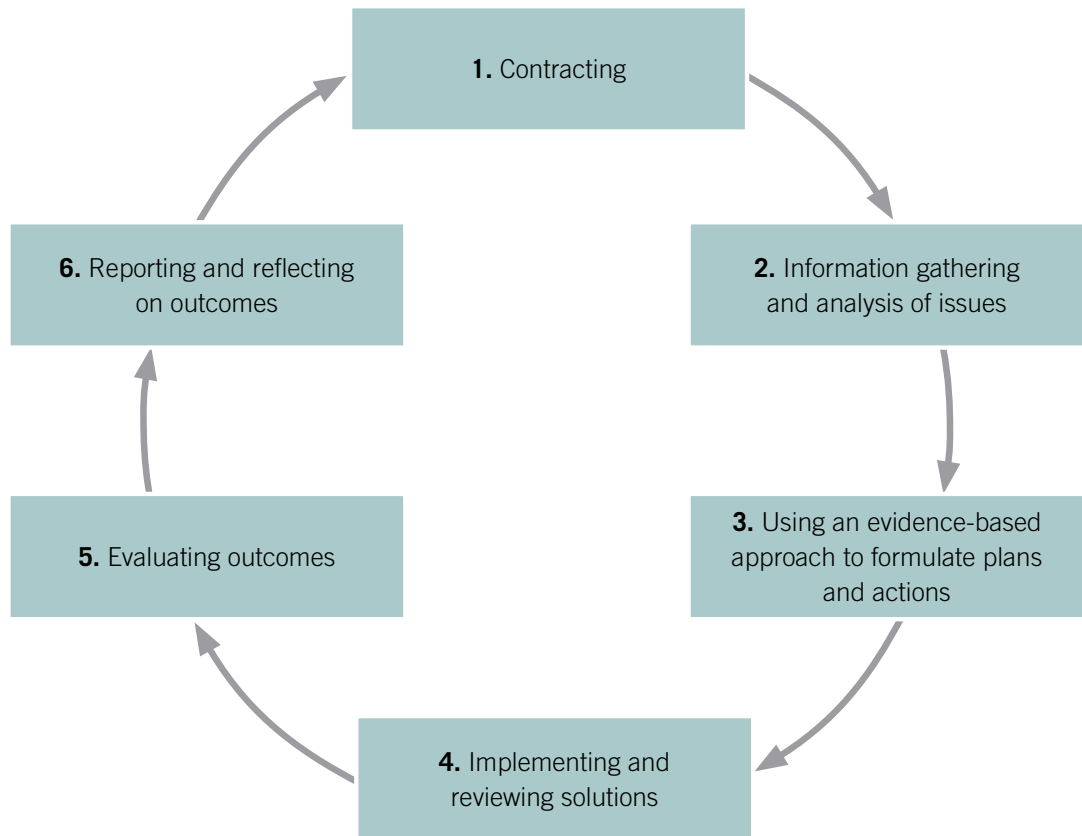 1. Contracting
2. Information gathering
and analysis of issues
3. Using an evidence-based
approach to formulate plans
and actions
4. Implementing and
reviewing solutions
5. Evaluating outcomes
6. Reporting and reflecting
on outcomes